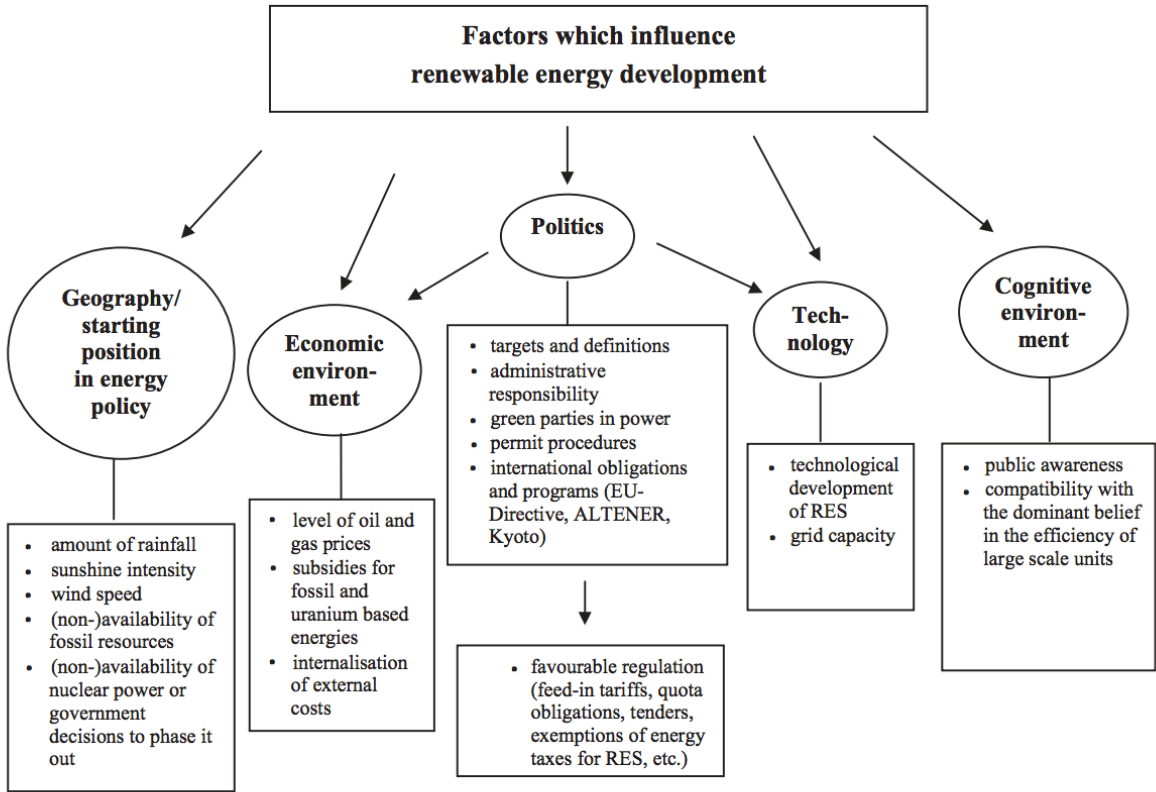 Factors which influence
renewable energy development
Politics
Geography/
starting
position
in energy
policy
Economic
environ-
ment
Tech-
nology
Cognitive
environ-
ment
• amount of rainfall
• sunshine intensity
• wind speed
• (non-)availability of
fossil resources
• (non-)availability of
nuclear power or
government
decisions to phase it
out
• level of oil and
gas prices
• subsidies for
fossil and
uranium based
energies
• internalisation
of external
costs
• targets and definitions
• administrative
responsibility
• green parties in power
• permit procedures
• international obligations
and programs (EU-
Directive, ALTENER,
Kyoto)
• favourable regulation
(feed-in tariffs, quota
obligations, tenders,
exemptions of energy
taxes for RES, etc.)
• technological
development
of RES
• grid capacity
• public awareness
• compatibility with
the dominant belief
in the efficiency of
large scale units